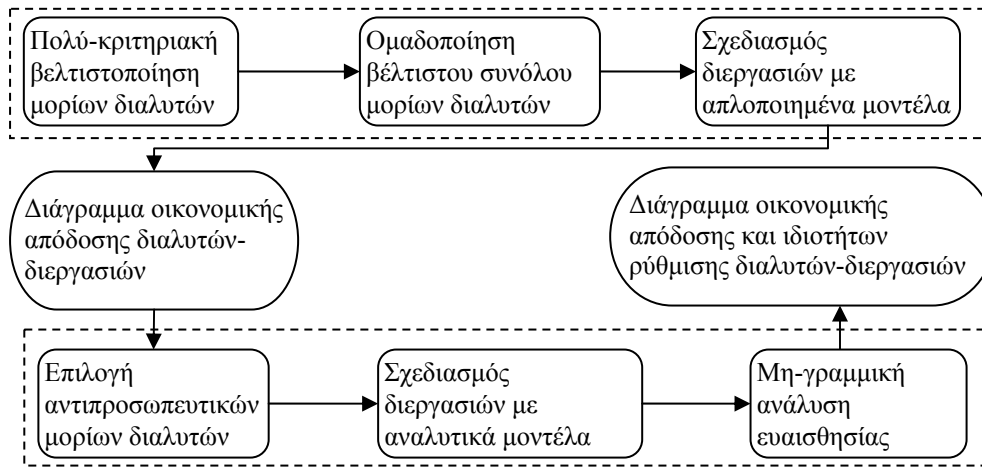 Πολύ-κριτηριακή
βελτιστοποίηση
μορίων διαλυτών
Ομαδοποίηση
βέλτιστου συνόλου
μορίων διαλυτών
Σχεδιασμός
διεργασιών με
απλοποιημένα μοντέλα
Διάγραμμα οικονομικής
απόδοσης διαλυτών-
διεργασιών
Διάγραμμα οικονομικής
απόδοσης και ιδιοτήτων
ρύθμισης διαλυτών-διεργασιών
Επιλογή
αντιπροσωπευτικών
μορίων διαλυτών
Σχεδιασμός
διεργασιών με
αναλυτικά μοντέλα
Μη-γραμμική
ανάλυση
ευαισθησίας